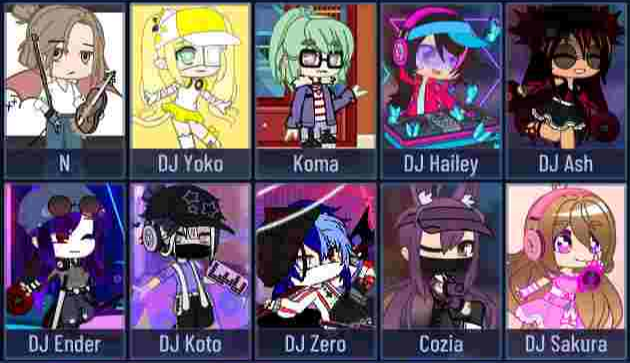 N
DJ Yoko
Koma
DJ Hailey
DJ Ash
DJ Ender
DJ Koto
DJ Zero
Cozia
DJ Sakura